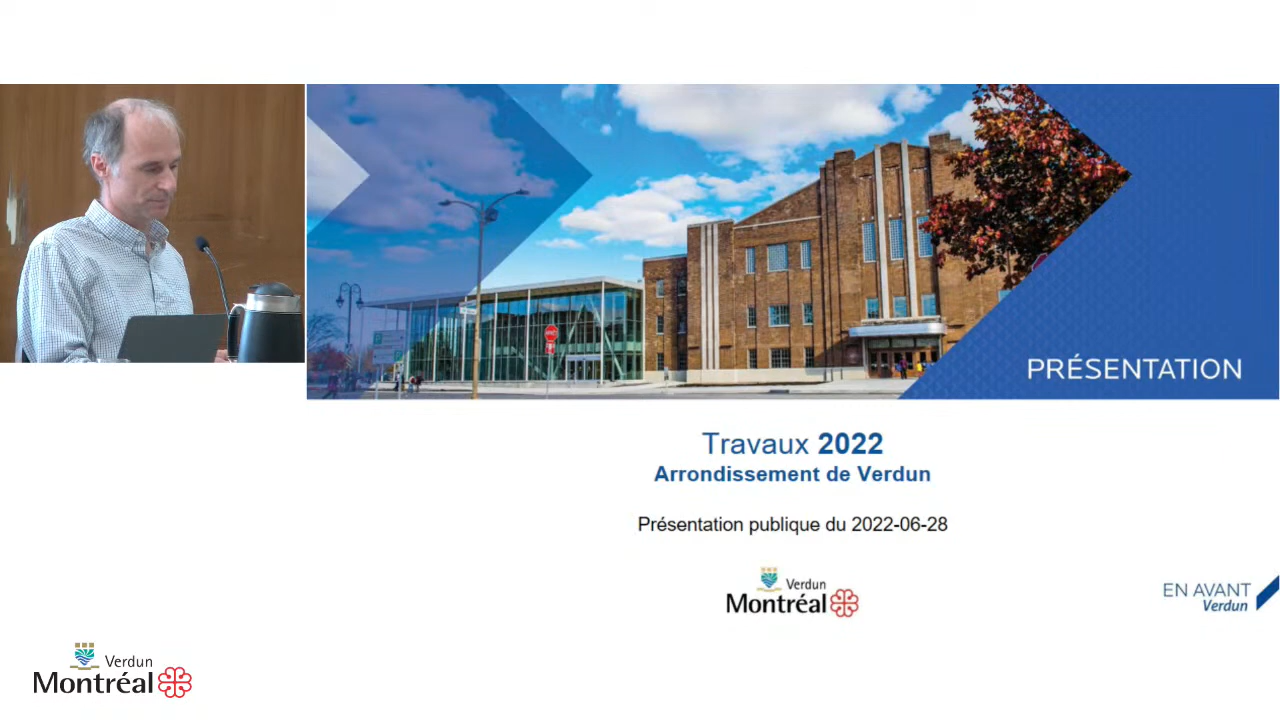 PRÉSENTATION
Travaux 2022
Arrondissement de Verdun
Présentation publique du 2022-06-28
Verdun
Montréal
EN AVANT
Verdun
Verdun
Montréal